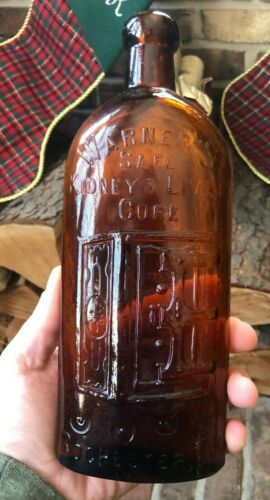 WARNER'S
SAFE
KIDNEY & LIVER
CURE
ROCHESTER, N.Y.